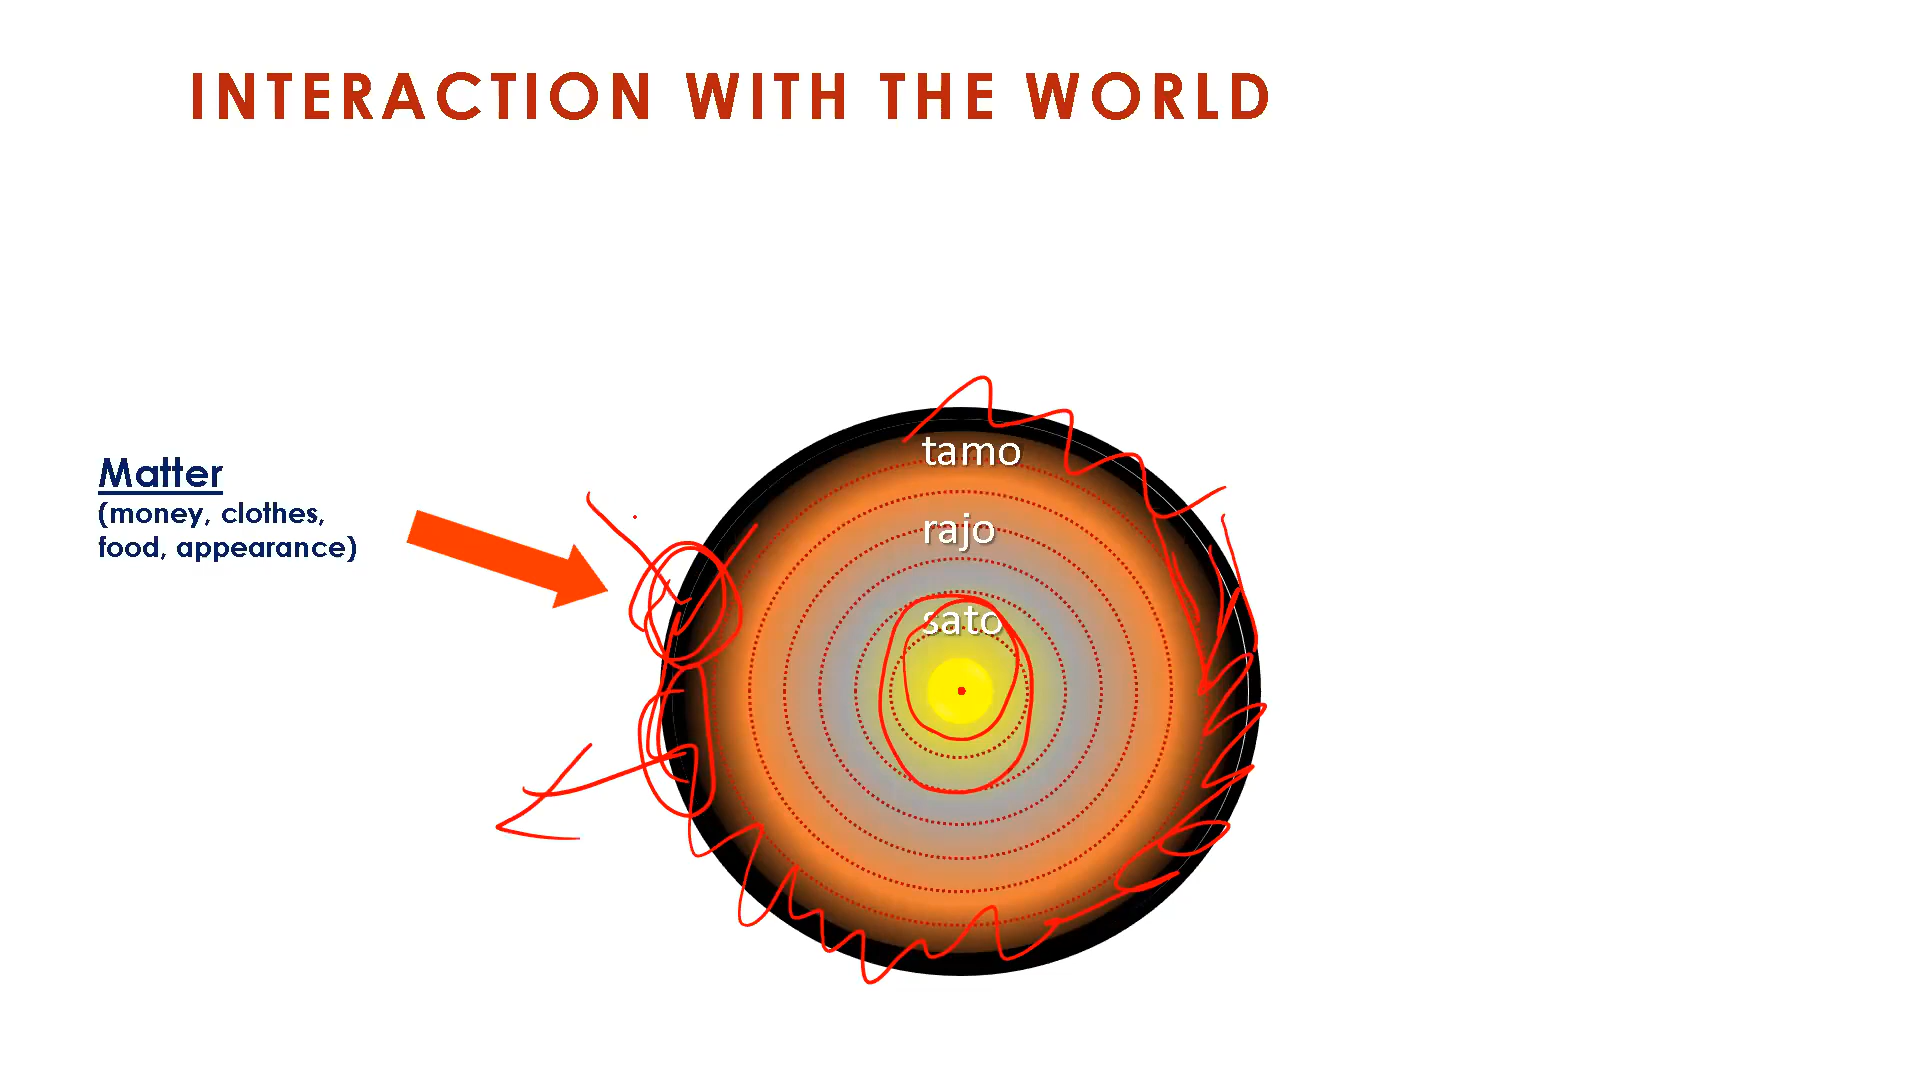 INTERACTION WITH THE WORLD
Matter
(money, clothes,
food, appearance)
tamo
rajo
sato